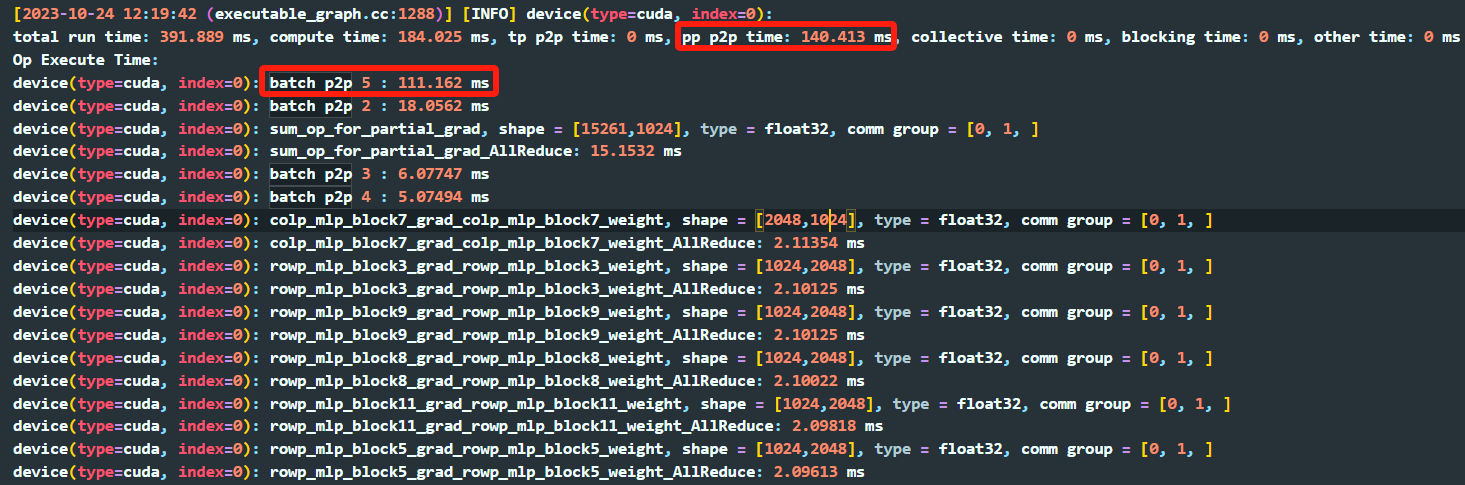 [2023-10-24 12:19:42 (executable_graph.cc:1288)] [INFO] device(type=cuda, index=0):
total run time: 391.889 ms, compute time: 184.025 ms, tp p2p time: 0 ms, pp p2p time: 140.413 ms, collective time: 0 ms, blocking time: 0 ms, other time: 0 ms
Op Execute Time:
device(type=cuda, index=0): batch p2p 5 : 111.162 ms
device(type=cuda, index=0): batch p2p 2 : 18.0562 ms
device(type=cuda, index=0): sum_op_for_partial_grad, shape = [15261,1024], type = float32, comm group = [0, 1, ]
device(type=cuda, index=0): sum_op_for_partial_grad_AllReduce: 15.1532 ms
device(type=cuda, index=0): batch p2p 3 : 6.07747 ms
device(type=cuda, index=0): batch p2p 4 : 5.07494 ms
device(type=cuda, index=0): colp_mlp_block7_grad_colp_mlp_block7_weight, shape = [2048,1024], type = float32, comm group = [0, 1, ]
device(type=cuda, index=0): colp_mlp_block7_grad_colp_mlp_block7_weight_AllReduce: 2.11354 ms
device(type=cuda, index=0): rowp_mlp_block3_grad_rowp_mlp_block3_weight, shape = [1024,2048], type = float32, comm group = [0, 1, ]
device(type=cuda, index=0): rowp_mlp_block3_grad_rowp_mlp_block3_weight_AllReduce: 2.10125 ms
device(type=cuda, index=0): rowp_mlp_block9_grad_rowp_mlp_block9_weight, shape = [1024,2048], type = float32, comm group = [0, 1, ]
device(type=cuda, index=0): rowp_mlp_block9_grad_rowp_mlp_block9_weight_AllReduce: 2.10125 ms
device(type=cuda, index=0): rowp_mlp_block8_grad_rowp_mlp_block8_weight, shape = [1024,2048], type = float32, comm group = [0, 1, ]
device(type=cuda, index=0): rowp_mlp_block8_grad_rowp_mlp_block8_weight_AllReduce: 2.10022 ms
device(type=cuda, index=0): rowp_mlp_block11_grad_rowp_mlp_block11_weight, shape = [1024,2048], type = float32, comm group = [0, 1, ]
device(type=cuda, index=0): rowp_mlp_block11_grad_rowp_mlp_block11_weight_AllReduce: 2.09818 ms
device(type=cuda, index=0): rowp_mlp_block5_grad_rowp_mlp_block5_weight, shape = [1024,2048], type = float32, comm group = [0, 1, ]
device(type=cuda, index=0): rowp_mlp_block5_grad_rowp_mlp_block5_weight_AllReduce: 2.09613 ms